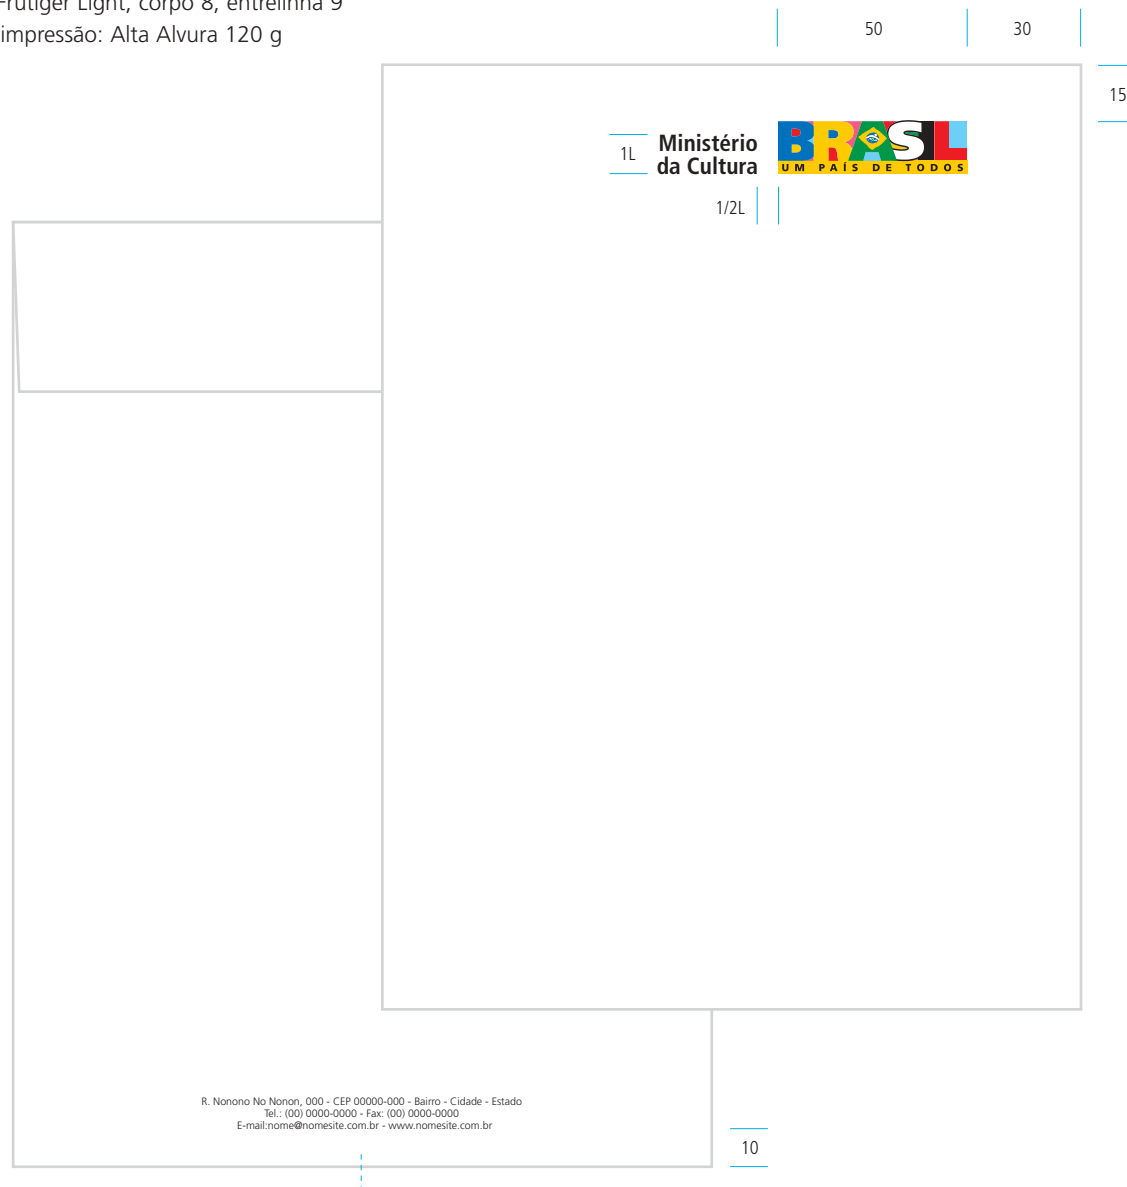 Frutiger Light, corpo 8, entrelinha 9
impressão: Alta Alvura 120 g
50
30
15
1L
Ministério
da Cultura
BRASIL
UM PAÍS DE TODOS
1/2L
R. Nonono No Nonon, 000 - CEP 00000-000 - Bairro - Cidade - Estado
Tel.: (00) 0000-0000 - Fax: (00) 0000-0000
E-mail:nome@nomesite.com.br - www.nomesite.com.br
10